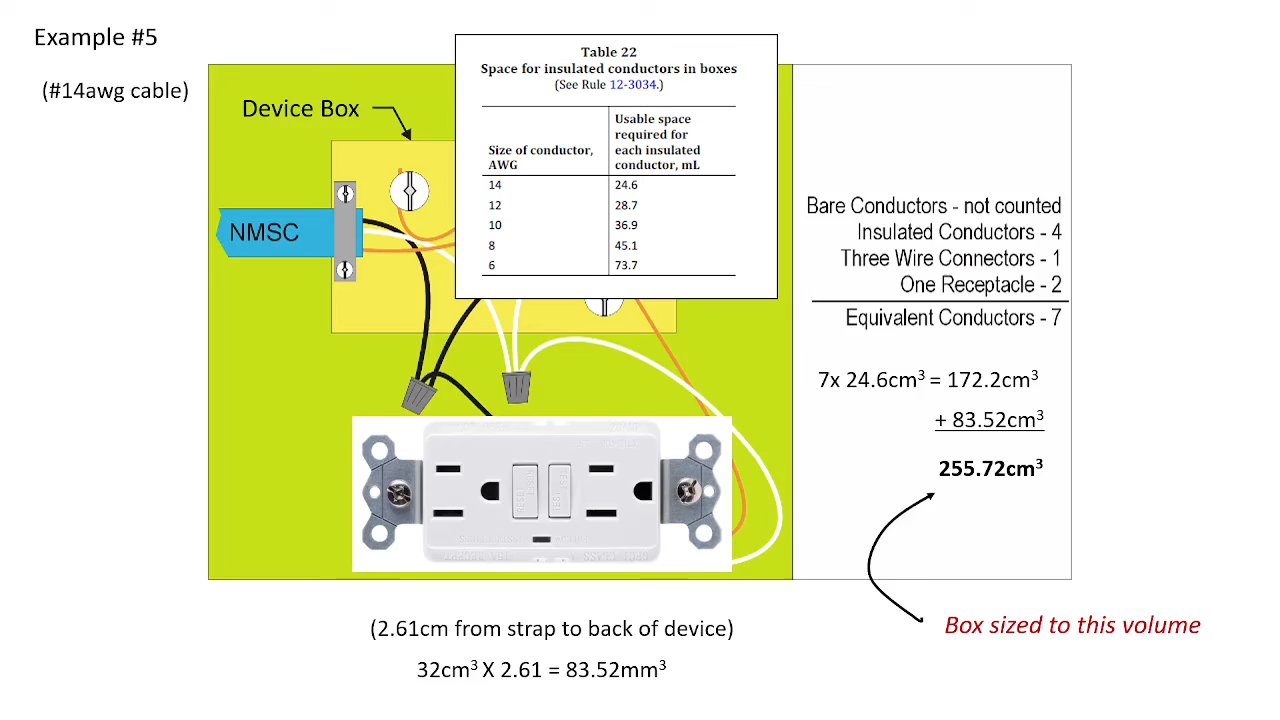 Example #5
(#14awg cable)
Device Box
NMSC
Table 22
Space for insulated conductors in boxes
(See Rule 12-3034.)
Size of conductor, AWG
Usable space required for each insulated conductor, mL
14 24.6
12 28.7
10 36.9
8 45.1
6 73.7
Bare Conductors - not counted
Insulated Conductors - 4
Three Wire Connectors - 1
One Receptacle - 2
Equivalent Conductors - 7
7x 24.6cm³ = 172.2cm³
+ 83.52cm³
255.72cm³
Box sized to this volume
(2.61cm from strap to back of device)
32cm³ X 2.61 = 83.52mm³